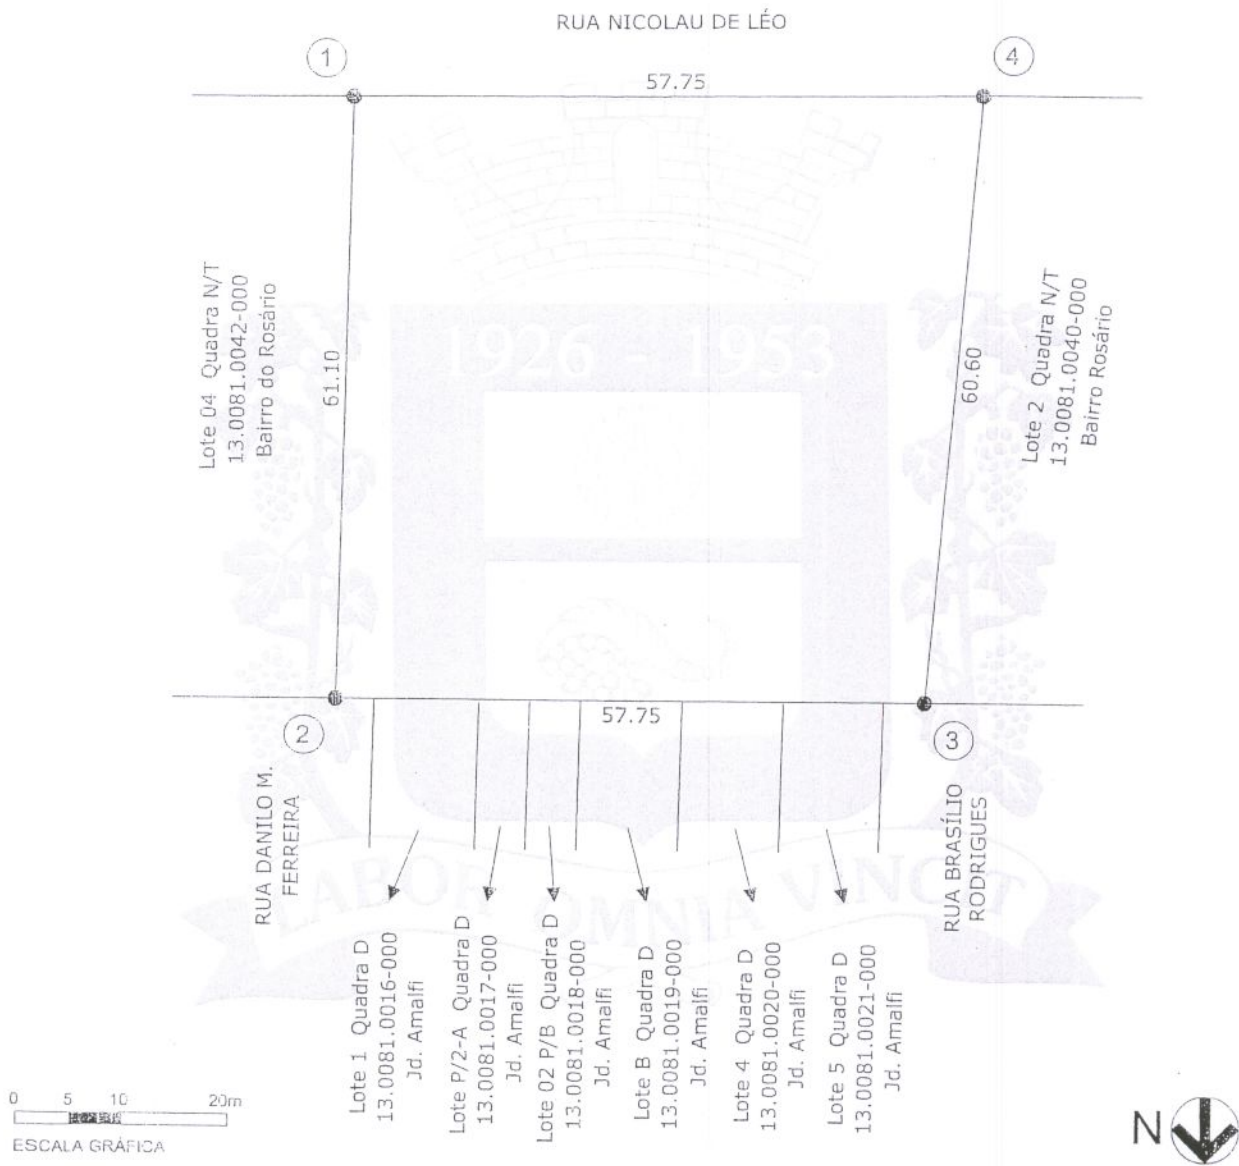 RUA NICOLAU DE LÉO
1
4
57.75
Lote 04 Quadra N/T
13.0081.0042-000
Bairro do Rosário
61.10
1926 - 1953
60.60
Lote 2 Quadra N/T
13.0081.0040-000
Bairro Rosário
57.75
2
3
RUA DANILO M.
FERREIRA
RUA BRASÍLIO
RODRIGUES
LABOR OMNIA VINCIT
Lote 1 Quadra D
13.0081.0016-000
Jd. Amalfi
Lote P/2-A Quadra D
13.0081.0017-000
Jd. Amalfi
Lote 02 P/B Quadra D
13.0081.0018-000
Jd. Amalfi
Lote B Quadra D
13.0081.0019-000
Jd. Amalfi
Lote 4 Quadra D
13.0081.0020-000
Jd. Amalfi
Lote 5 Quadra D
13.0081.0021-000
Jd. Amalfi
0 5 10 20m
ESCALA GRÁFICA
N